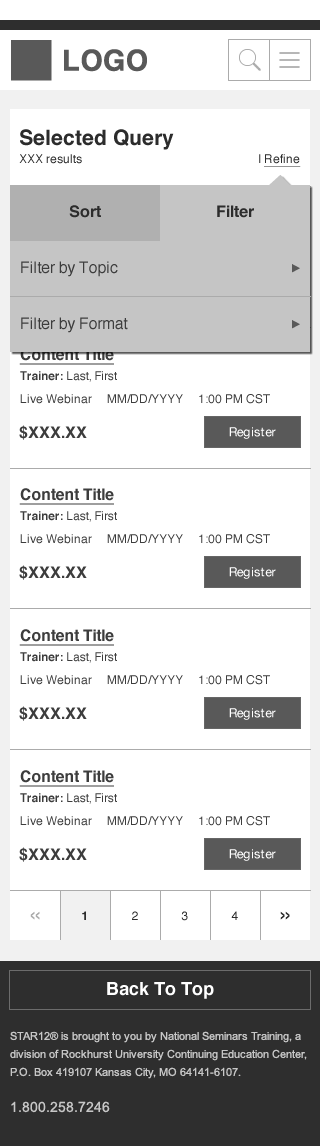 LOGO
Selected Query
XXX results | Refine
Sort Filter
Filter by Topic ▶
Filter by Format ▶
Content Title
Trainer: Last, First
Live Webinar MM/DD/YYYY 1:00 PM CST
$XXX.XX Register
Content Title
Trainer: Last, First
Live Webinar MM/DD/YYYY 1:00 PM CST
$XXX.XX Register
Content Title
Trainer: Last, First
Live Webinar MM/DD/YYYY 1:00 PM CST
$XXX.XX Register
Content Title
Trainer: Last, First
Live Webinar MM/DD/YYYY 1:00 PM CST
$XXX.XX Register
‹‹ 1 2 3 4 ››
Back To Top
STAR12® is brought to you by National Seminars Training, a
division of Rockhurst University Continuing Education Center,
P.O. Box 419107 Kansas City, MO 64141-6107.
1.800.258.7246